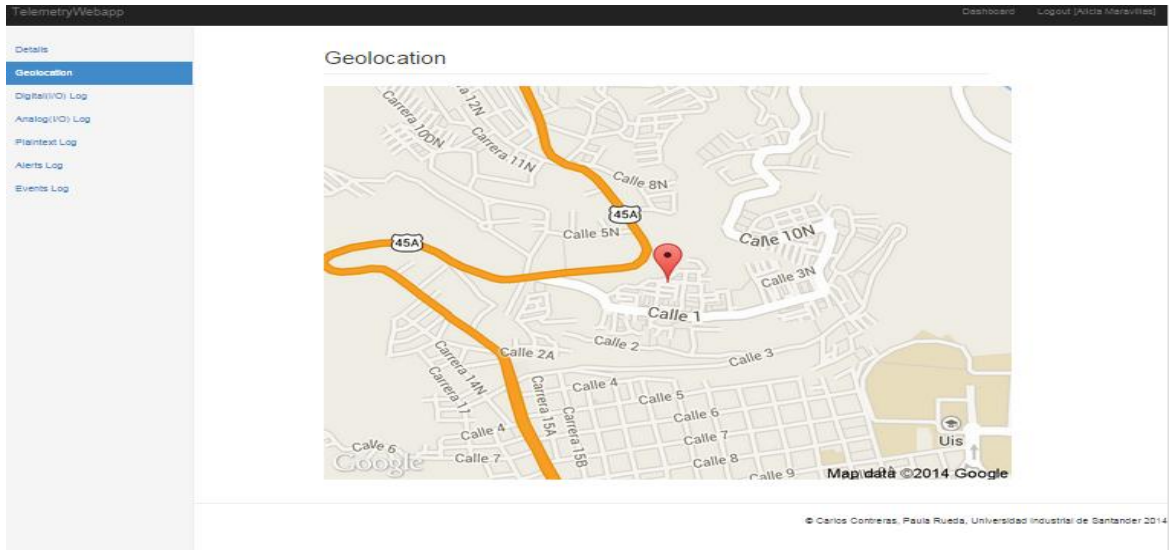 TelemetryWebapp
Dashboard
Logout [Alicia Maravillas]
Details
Geolocation
Digital(I/O) Log
Analog(I/O) Log
Plaintext Log
Alerts Log
Events Log
Geolocation
Carrera 10DN
Carrera 11N
Calle 8N
45A
Calle 5N
45A
Calle 10N
Calle 3N
Calle 1
Calle 2
Calle 2A
Calle 3
Carrera 14N
Carrera 11
Carrera 15A
Carrera 15B
Calle 4
Calle 5
Calle 6
Calle 7
Calle 8
Calle 9
Calle 4
Calle 6
Calle 7
Uis
Google
Map data ©2014 Google
© Carlos Contreras, Paula Rueda, Universidad Industrial de Santander 2014